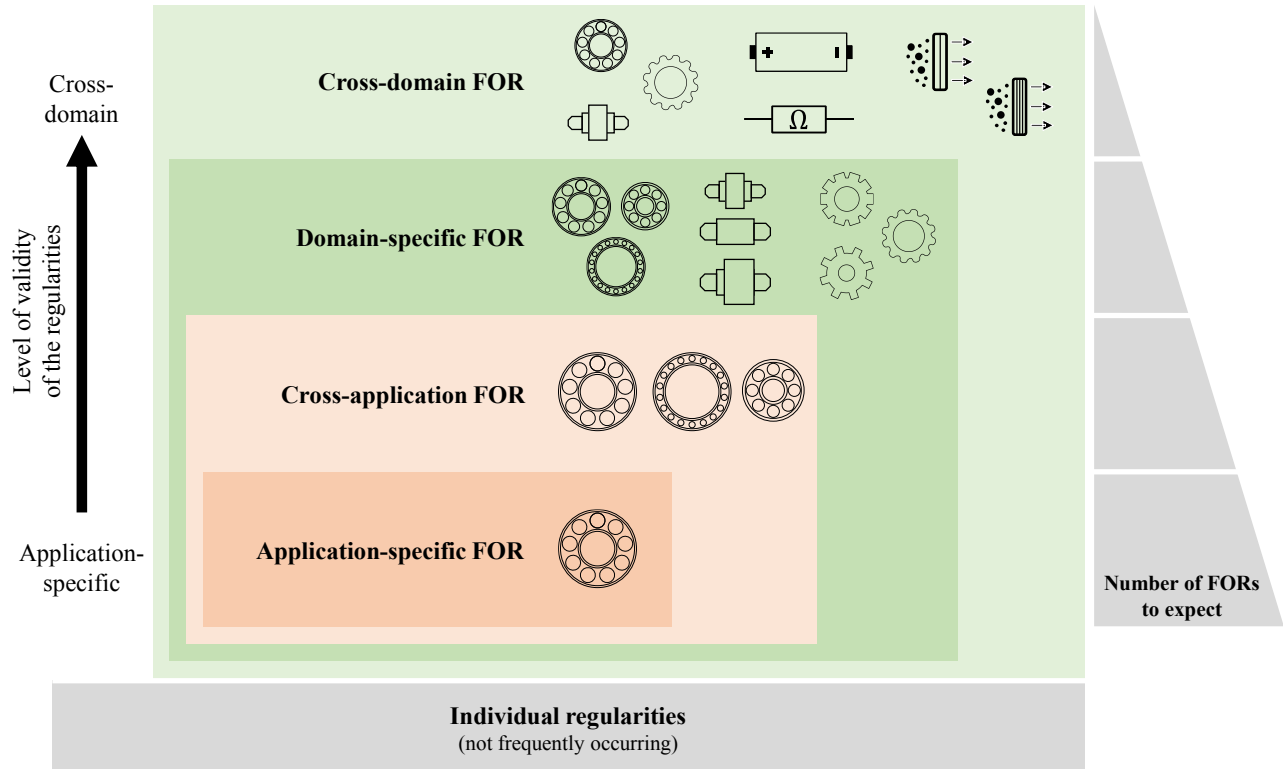 Cross-
domain
Level of validity
of the regularities
Application-
specific
Cross-domain FOR
+ -
Ω
Domain-specific FOR
Cross-application FOR
Application-specific FOR
Number of FORs
to expect
Individual regularities
(not frequently occurring)